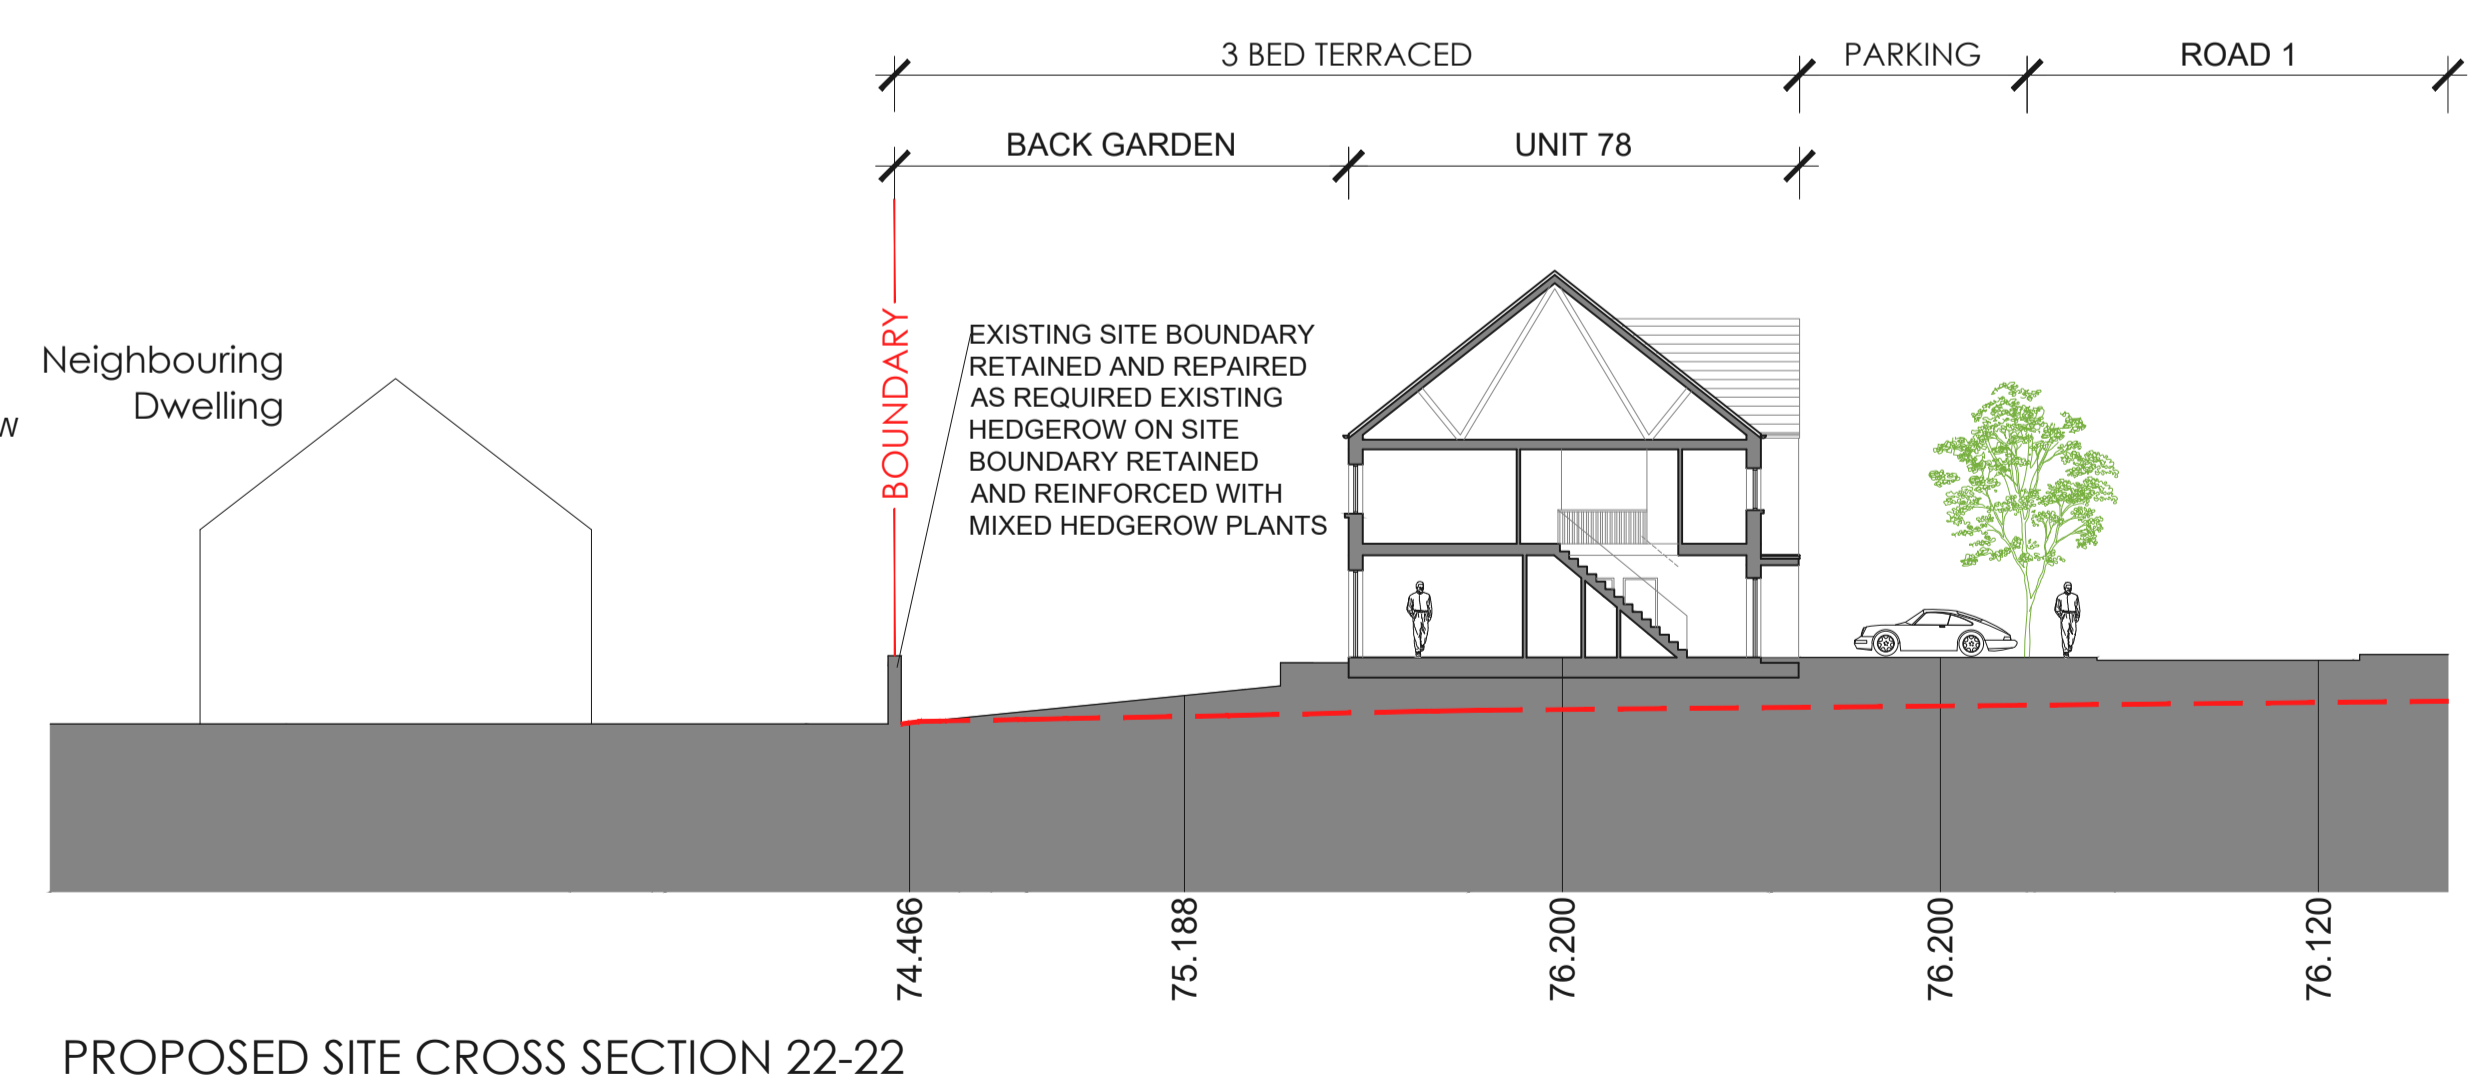 3 BED TERRACED
PARKING
ROAD 1
BACK GARDEN
UNIT 78
Neighbouring
Dwelling
W
BOUNDARY
EXISTING SITE BOUNDARY
RETAINED AND REPAIRED
AS REQUIRED EXISTING
HEDGEROW ON SITE
BOUNDARY RETAINED
AND REINFORCED WITH
MIXED HEDGEROW PLANTS
74.466
75.188
76.200
76.200
76.120
PROPOSED SITE CROSS SECTION 22-22